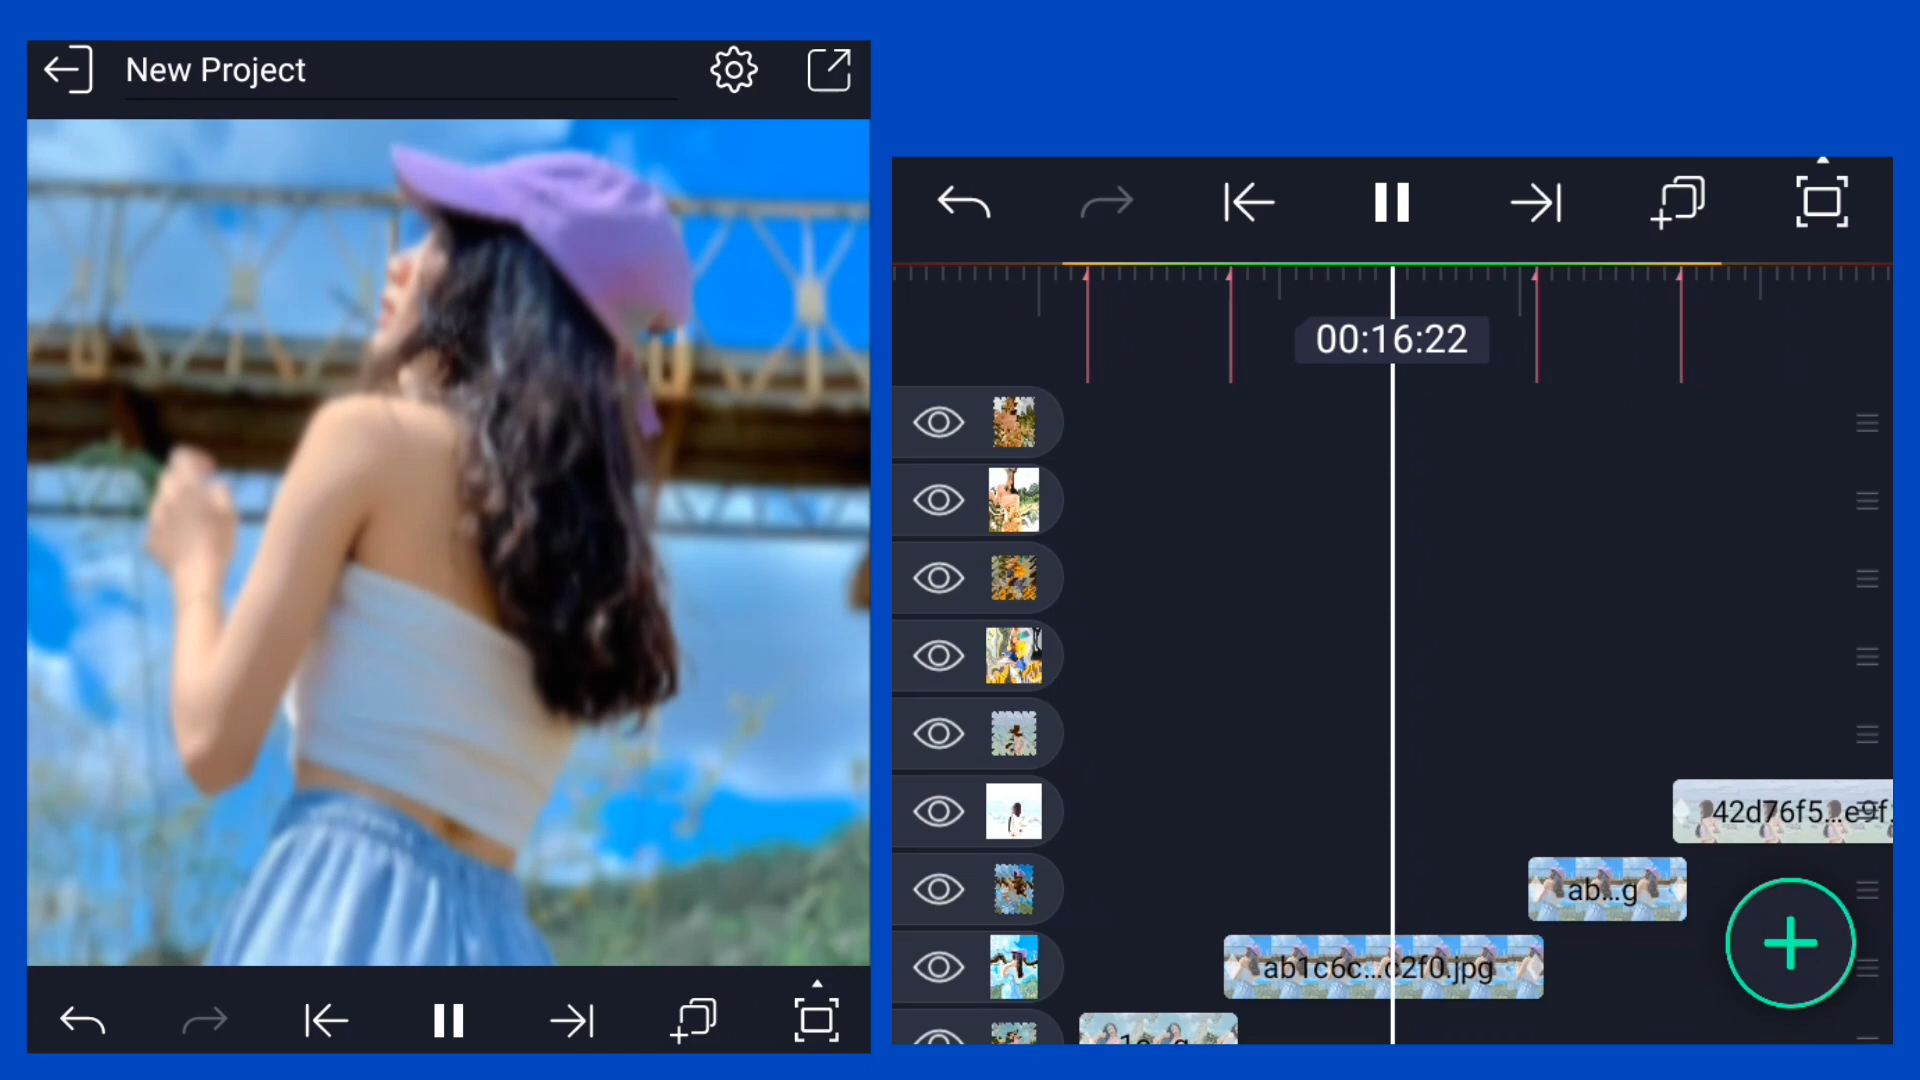 New Project
00:16:22
42d76f5...e9f
ab...g
ab1c6c...c2f0.jpg